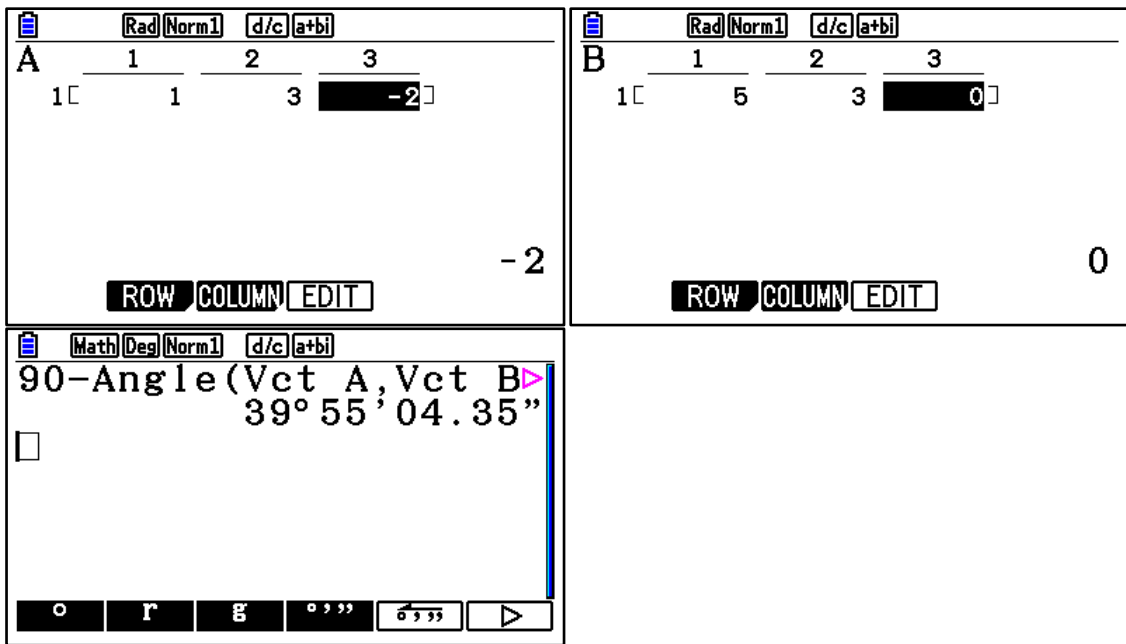 Rad Norm1 d/c a+bi
A 1 2 3
1[ 1 3 -2]
-2
ROW COLUMN EDIT
Rad Norm1 d/c a+bi
B 1 2 3
1[ 5 3 0]
0
ROW COLUMN EDIT
Math Deg Norm1 d/c a+bi
90-Angle(Vct A,Vct B▷
39°55’04.35”
° r g °’” °’” ▷